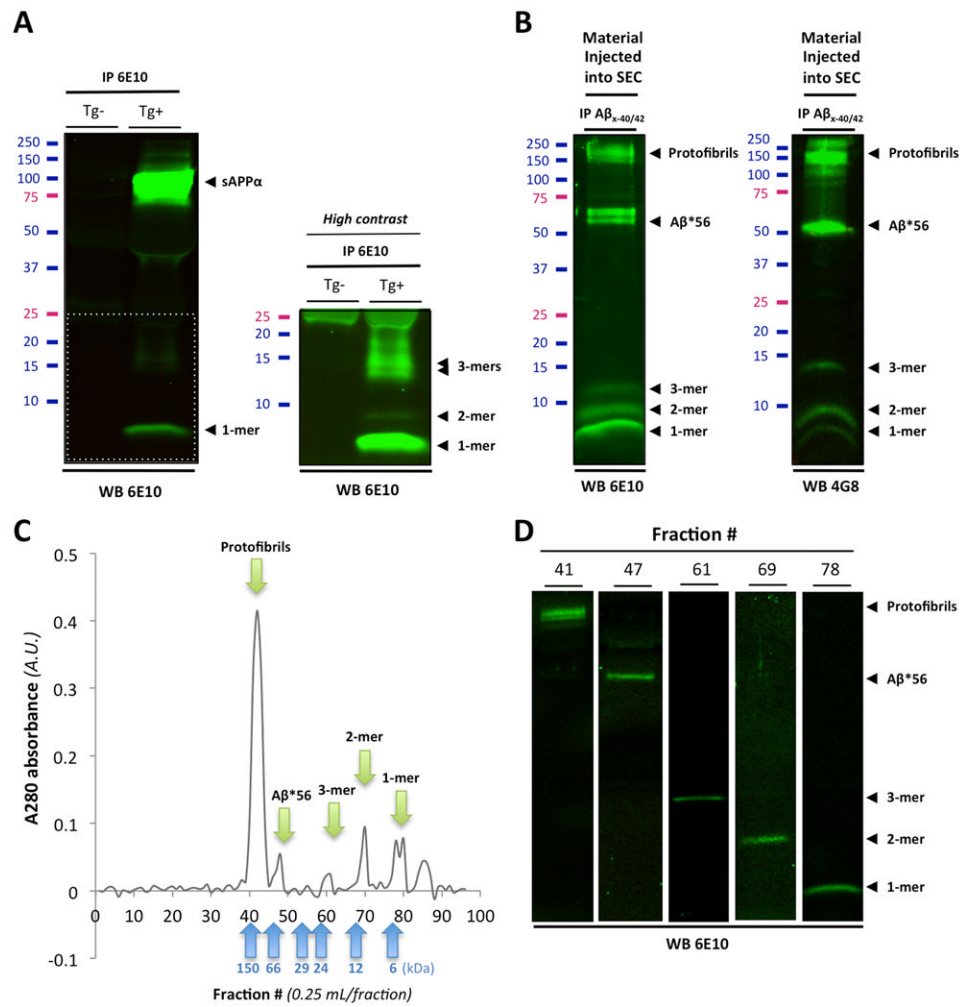 A
IP 6E10
Tg- Tg+
250
150
100
75
50
37
25
20
15
10
sAPPα
1-mer
WB 6E10
High contrast
IP 6E10
Tg- Tg+
25
20
15
10
3-mers
2-mer
1-mer
WB 6E10
B
Material
Injected
into SEC
IP Aβx-40/42
250
150
100
75
50
37
25
20
15
10
Protofibrils
Aβ*56
3-mer
2-mer
1-mer
WB 6E10
Material
Injected
into SEC
IP Aβx-40/42
250
150
100
75
50
37
25
20
15
10
Protofibrils
Aβ*56
3-mer
2-mer
1-mer
WB 4G8
C
A280 absorbance (A.U.)
0.5
0.4
0.3
0.2
0.1
0
-0.1
Protofibrils
Aβ*56
3-mer
2-mer
1-mer
0 10 20 30 40 50 60 70 80 90 100
150 66 29 24 12 6 (kDa)
Fraction # (0.25 mL/fraction)
D
Fraction #
41 47 61 69 78
Protofibrils
Aβ*56
3-mer
2-mer
1-mer
WB 6E10